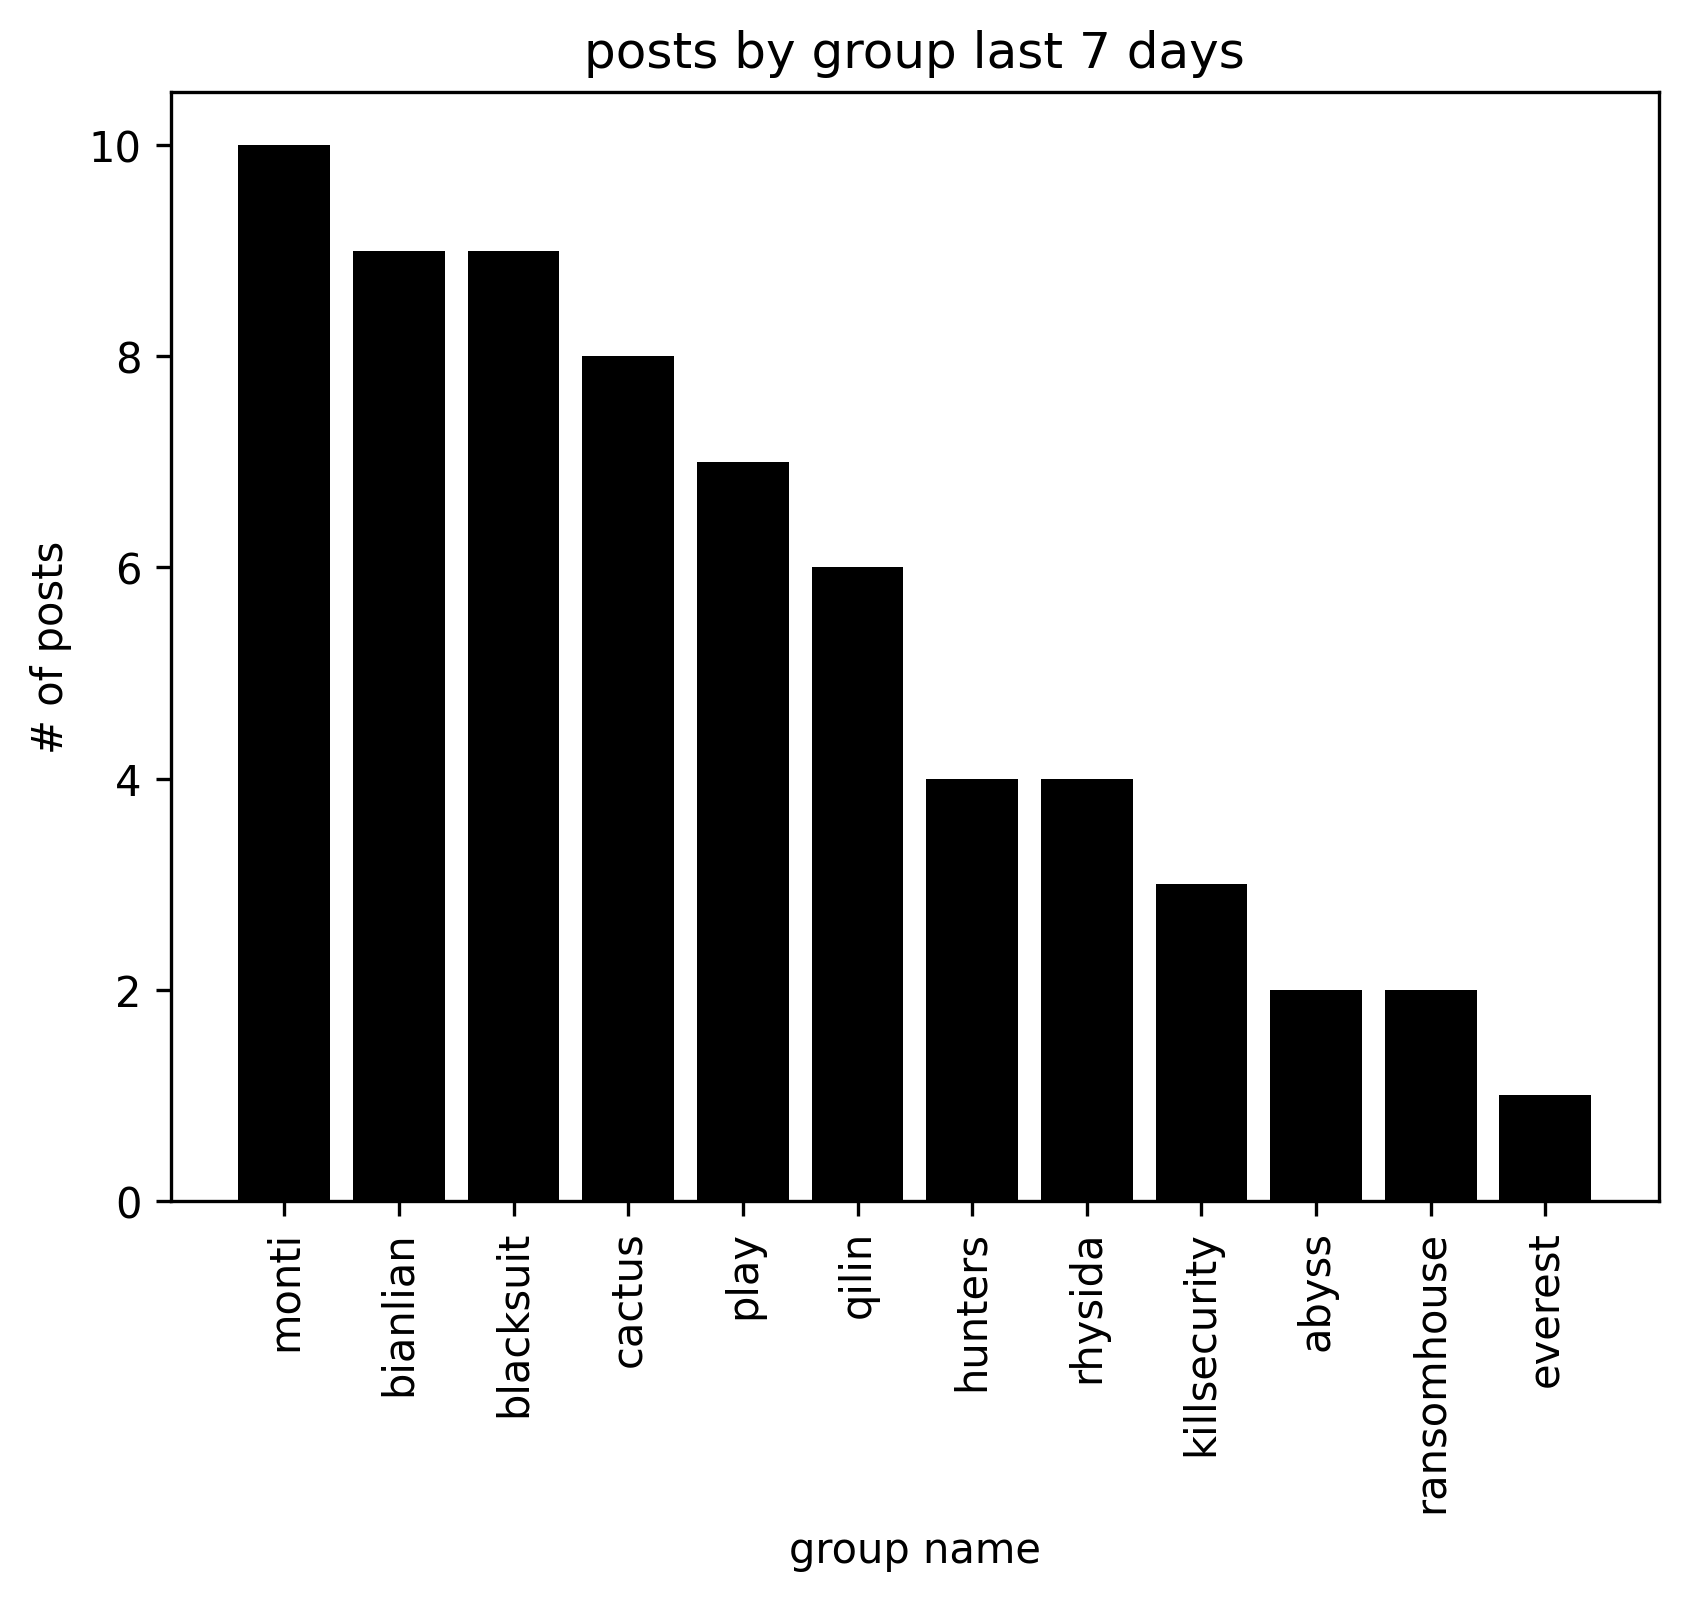 posts by group last 7 days
# of posts
10
8
6
4
2
0
monti
bianlian
blacksuit
cactus
play
qilin
hunters
rhysida
killsecurity
abyss
ransomhouse
everest
group name